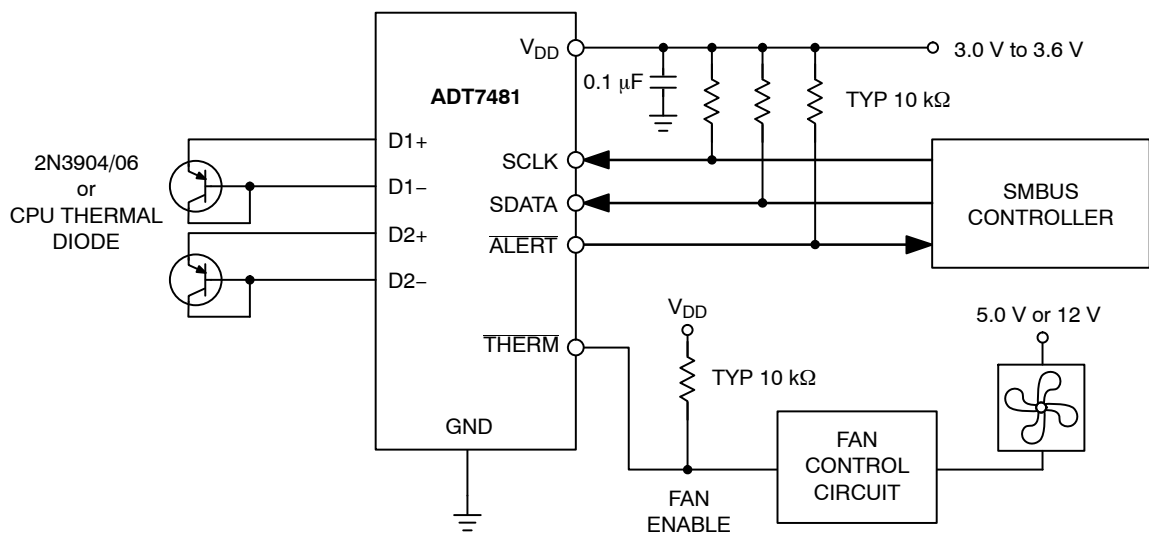 V_DD
3.0 V to 3.6 V
0.1 μF
TYP 10 kΩ
ADT7481
D1+
D1−
D2+
D2−
2N3904/06
or
CPU THERMAL
DIODE
SCLK
SDATA
ALERT
SMBUS
CONTROLLER
THERM
V_DD
TYP 10 kΩ
5.0 V or 12 V
GND
FAN
ENABLE
FAN
CONTROL
CIRCUIT